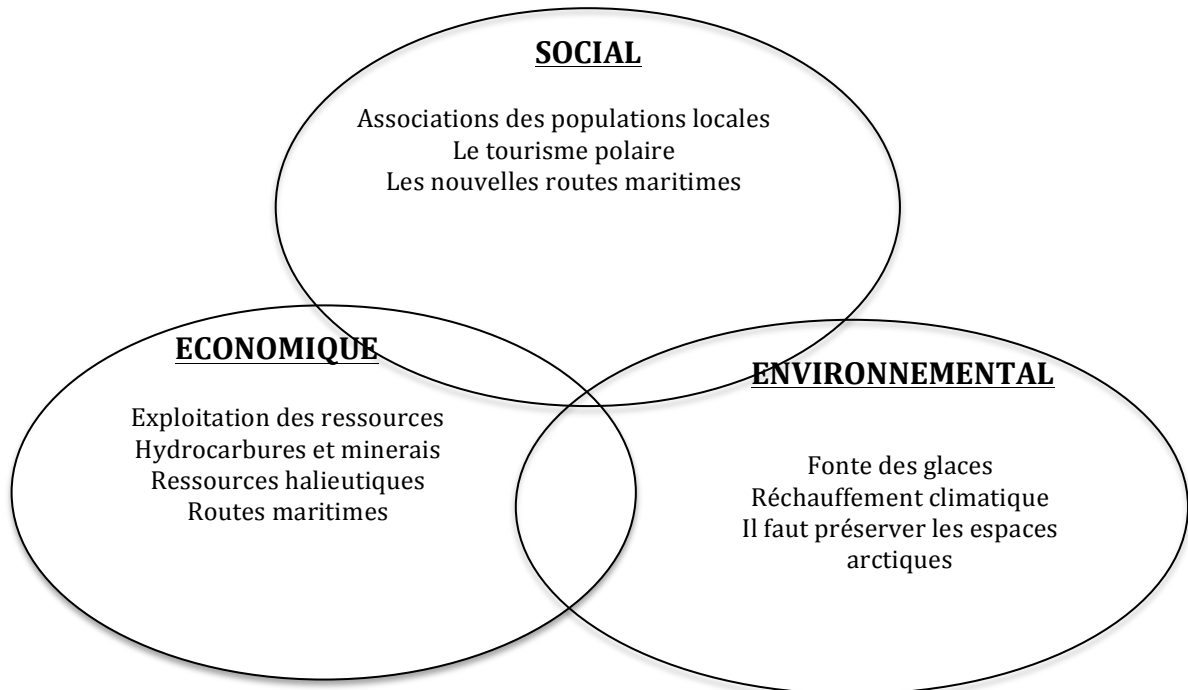 SOCIAL
Associations des populations locales
Le tourisme polaire
Les nouvelles routes maritimes
ECONOMIQUE
Exploitation des ressources
Hydrocarbures et minerais
Ressources halieutiques
Routes maritimes
ENVIRONNEMENTAL
Fonte des glaces
Réchauffement climatique
Il faut préserver les espaces
arctiques